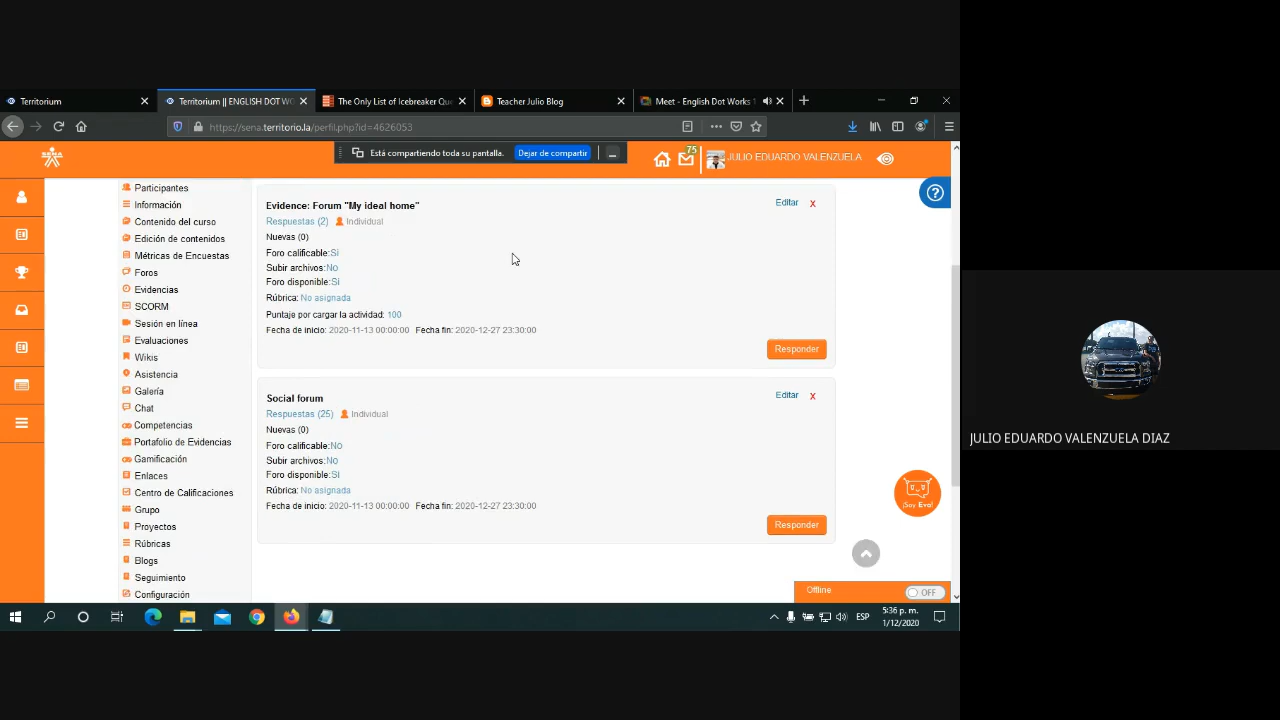 Territorium
Territorium || ENGLISH DOT WO
The Only List of Icebreaker Que
Teacher Julio Blog
Meet - English Dot Works 1
https://sena.territorio.la/perfil.php?id=4626053
SENA
Está compartiendo toda su pantalla.
Dejar de compartir
75
JULIO EDUARDO VALENZUELA
Participantes
Información
Contenido del curso
Edición de contenidos
Métricas de Encuestas
Foros
Evidencias
SCORM
Sesión en línea
Evaluaciones
Wikis
Asistencia
Galería
Chat
Competencias
Portafolio de Evidencias
Gamificación
Enlaces
Centro de Calificaciones
Grupo
Proyectos
Rúbricas
Blogs
Seguimiento
Configuración
Evidence: Forum "My ideal home"
Editar X
Respuestas (2) Individual
Nuevas (0)
Foro calificable:Sí
Subir archivos:No
Foro disponible:Sí
Rúbrica: No asignada
Puntaje por cargar la actividad: 100
Fecha de inicio: 2020-11-13 00:00:00 Fecha fin: 2020-12-27 23:30:00
Responder
Social forum
Editar X
Respuestas (25) Individual
Nuevas (0)
Foro calificable:No
Subir archivos:No
Foro disponible:Sí
Rúbrica: No asignada
Fecha de inicio: 2020-11-13 00:00:00 Fecha fin: 2020-12-27 23:30:00
Responder
¡Soy Eva!
Offline
OFF
ESP
5:36 p. m.
1/12/2020
JULIO EDUARDO VALENZUELA DIAZ